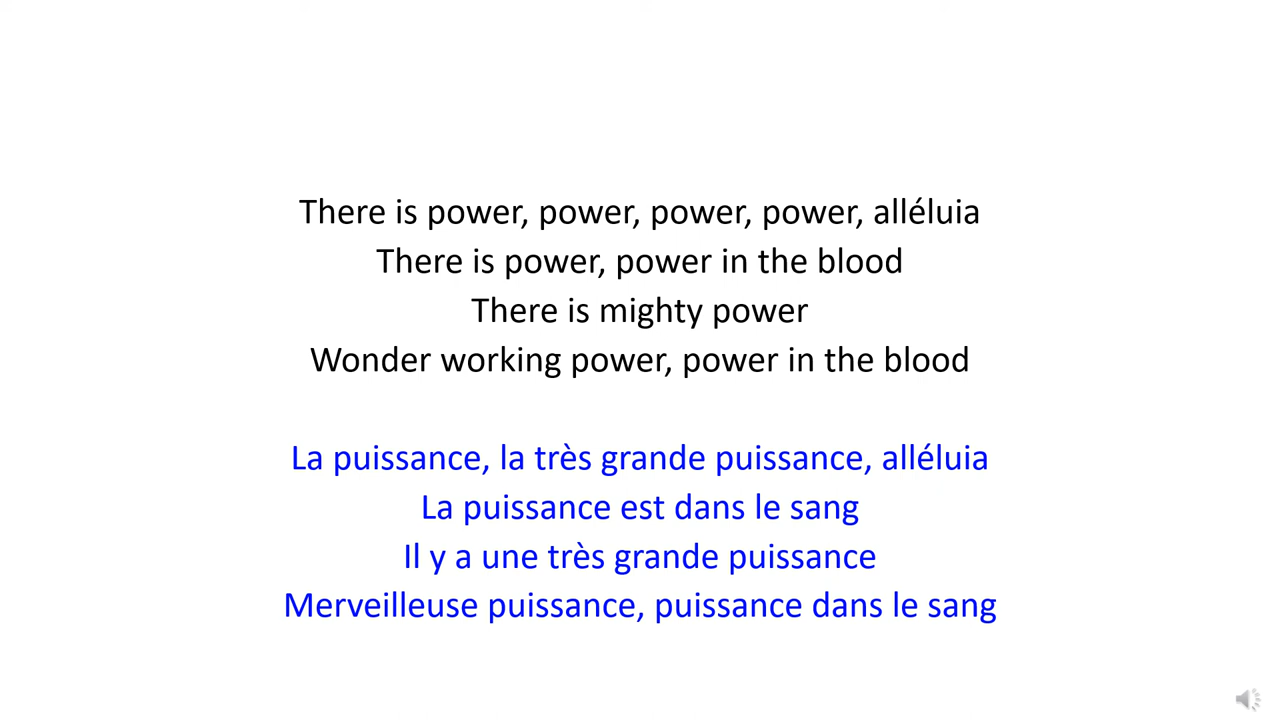 There is power, power, power, power, alléluia
There is power, power in the blood
There is mighty power
Wonder working power, power in the blood
La puissance, la très grande puissance, alléluia
La puissance est dans le sang
Il y a une très grande puissance
Merveilleuse puissance, puissance dans le sang